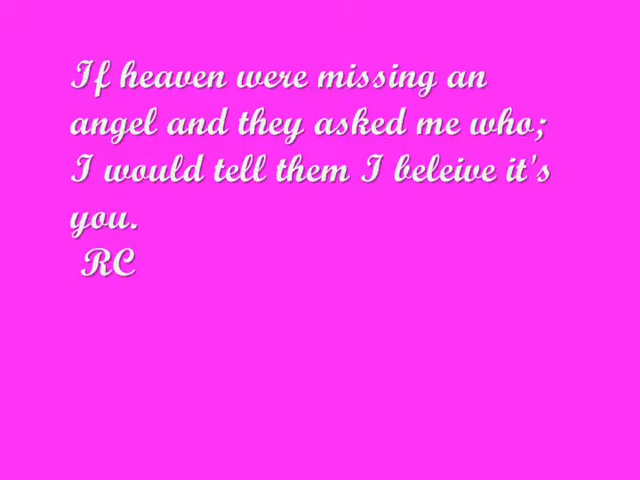 If heaven were missing an
angel and they asked me who;
I would tell them I beleive it's
you.
RC